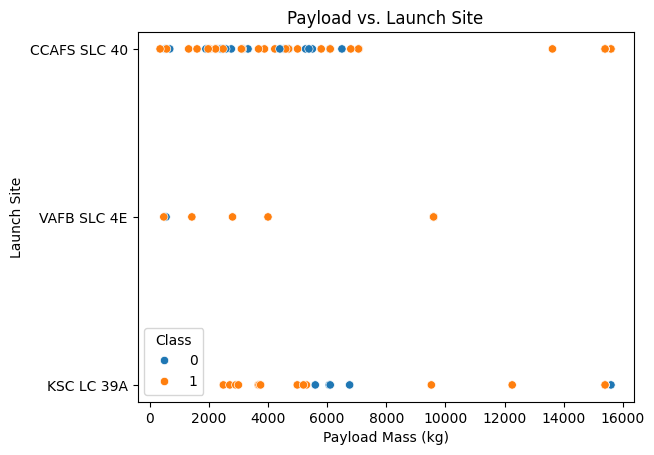 Payload vs. Launch Site
Launch Site
CCAFS SLC 40
VAFB SLC 4E
KSC LC 39A
Class
0
1
0 2000 4000 6000 8000 10000 12000 14000 16000
Payload Mass (kg)